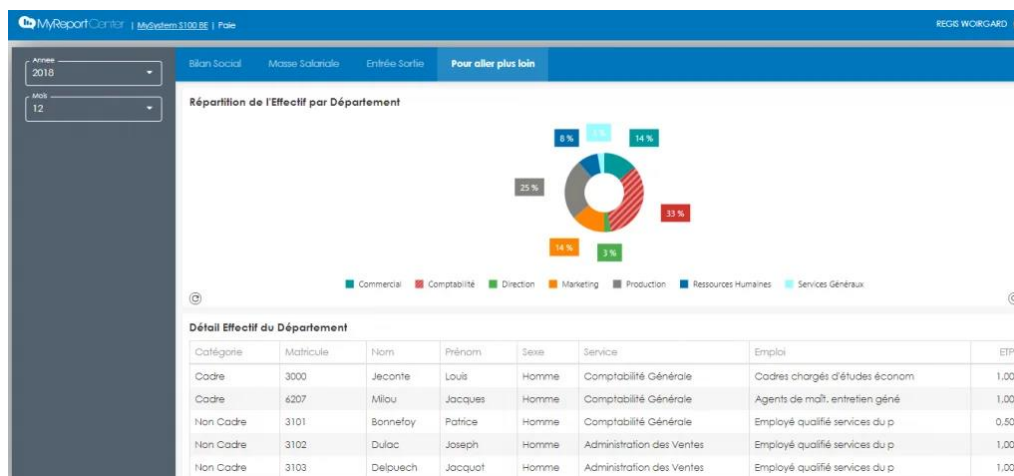 MyReportCenter | MySystem S100 BE | Paie REGIS WOIRGARD
Annee
2018
Mois
12
Bilan Social Masse Salariale Entrée Sortie Pour aller plus loin
Répartition de l'Effectif par Département
8 % 14 %
25 %
33 %
14 %
3 %
Commercial Comptabilité Direction Marketing Production Ressources Humaines Services Généraux
Détail Effectif du Département
Catégorie Matricule Nom Prénom Sexe Service Emploi ETP
Cadre 3000 Jeconte Louis Homme Comptabilité Générale Cadres chargés d'études économ 1,00
Cadre 6207 Milou Jacques Homme Comptabilité Générale Agents de maît. entretien géné 1,00
Non Cadre 3101 Bonnefoy Patrice Homme Comptabilité Générale Employé qualifié services du p 0,50
Non Cadre 3102 Dulac Joseph Homme Administration des Ventes Employé qualifié services du p 1,00
Non Cadre 3103 Delpuech Jacquot Homme Administration des Ventes Employé qualifié services du p 1,00